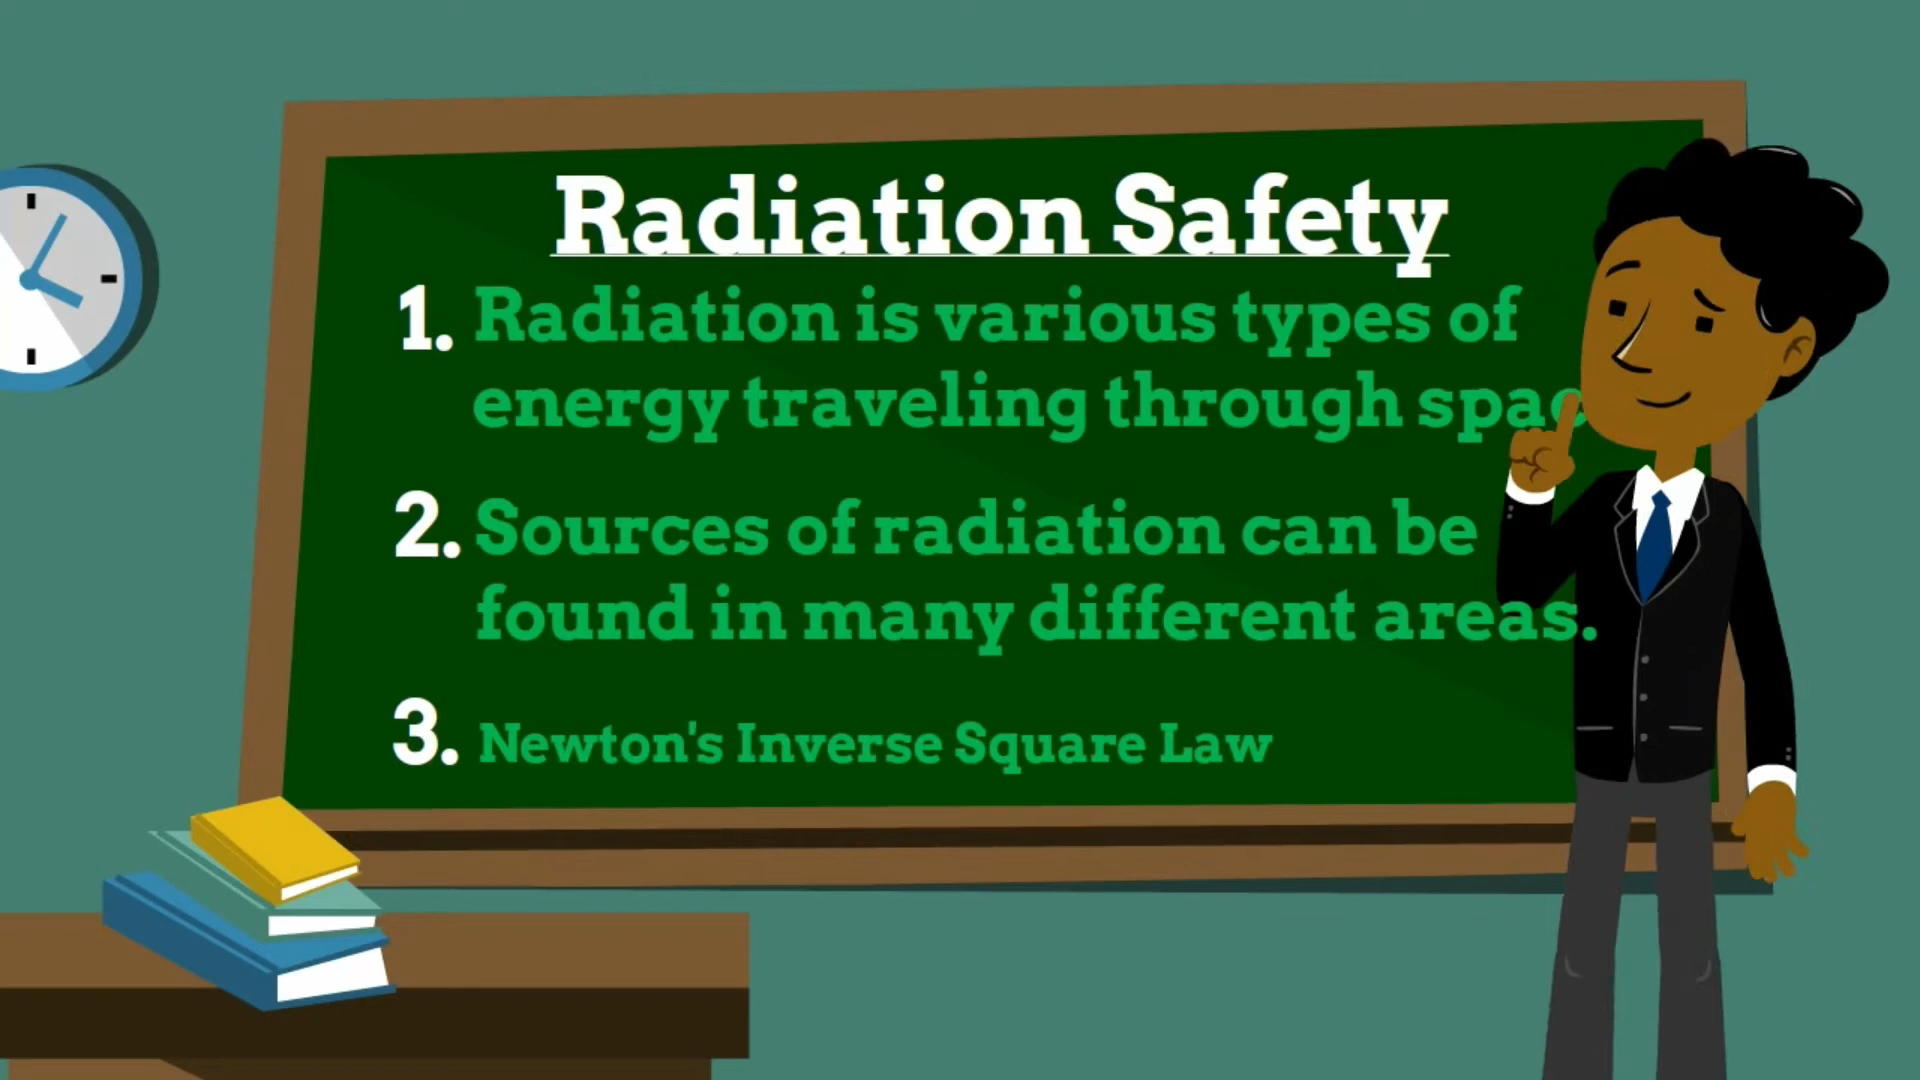 Radiation Safety
1. Radiation is various types of
energy traveling through spac
2. Sources of radiation can be
found in many different areas.
3. Newton's Inverse Square Law